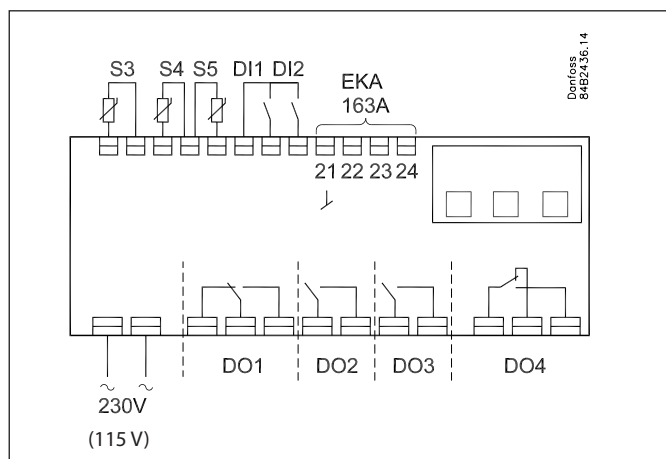 Danfoss
84B2436.14
S3 S4 S5 DI1 DI2
EKA
163A
21 22 23 24
DO1 DO2 DO3 DO4
230V
(115 V)